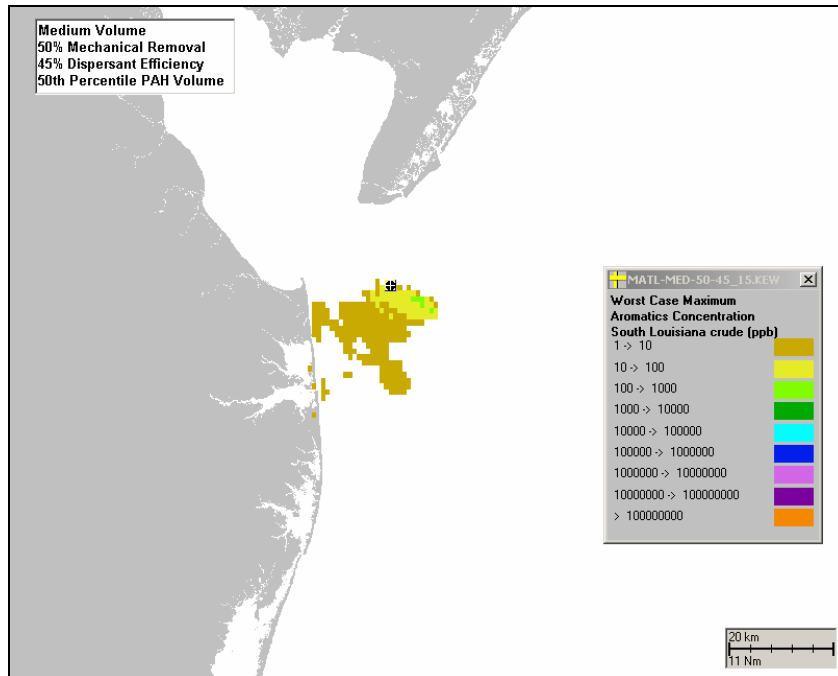 Medium Volume
50% Mechanical Removal
45% Dispersant Efficiency
50th Percentile PAH Volume
MATL-MED-50-45_15.KEW
Worst Case Maximum
Aromatics Concentration
South Louisiana crude (ppb)
1 -> 10
10 -> 100
100 -> 1000
1000 -> 10000
10000 -> 100000
100000 -> 1000000
1000000 -> 10000000
10000000 -> 100000000
> 100000000
20 km
11 Nm